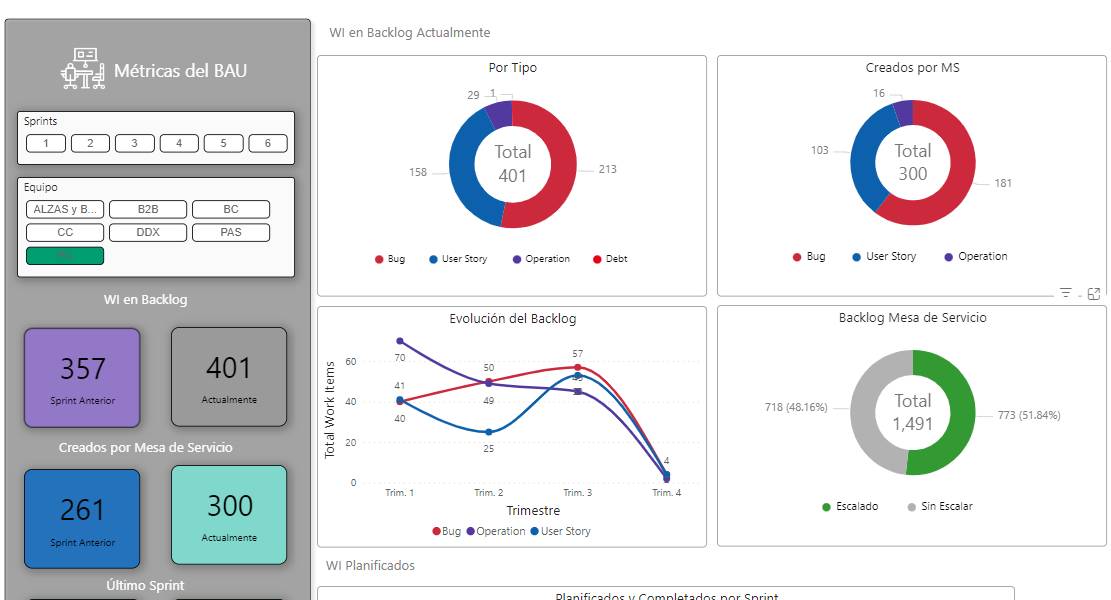 Métricas del BAU
Sprints
1 2 3 4 5 6
Equipo
ALZAS y B... B2B BC
CC DDX PAS
WI en Backlog
357
Sprint Anterior
401
Actualmente
Creados por Mesa de Servicio
261
Sprint Anterior
300
Actualmente
Último Sprint
WI en Backlog Actualmente
Por Tipo
29 1
158
213
Total
401
Bug User Story Operation Debt
Creados por MS
16
103
181
Total
300
Bug User Story Operation
Evolución del Backlog
Total Work Items
60
40
20
0
70
41
40
50
49
25
57
4
Trim. 1 Trim. 2 Trim. 3 Trim. 4
Trimestre
Bug Operation User Story
Backlog Mesa de Servicio
718 (48.16%)
773 (51.84%)
Total
1,491
Escalado Sin Escalar
WI Planificados
Planificados y Completados por Sprint